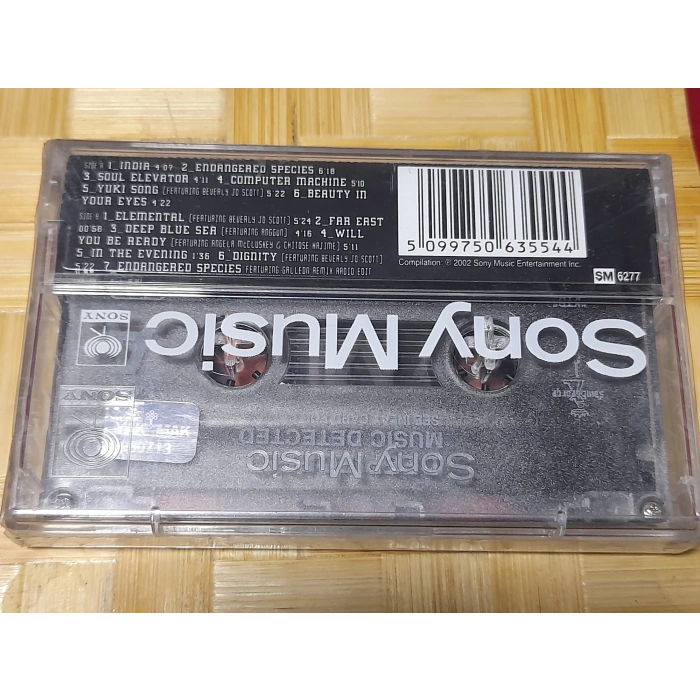 SIDE A 1_INDIA 4:07 2_ENDANGERED SPECIES 6:18
3_SOUL ELEVATOR 4:11 4_COMPUTER MACHINE 5:10
5_YUKI SONG [FEATURING BEVERLY JO SCOTT] 5:22 6_BEAUTY IN
YOUR EYES 4:22
SIDE B 1_ELEMENTAL [FEATURING BEVERLY JO SCOTT] 5:24 2_FAR EAST
00:58 3_DEEP BLUE SEA [FEATURING ANGGUN] 4:16 4_WILL
YOU BE READY [FEATURING ANGELA McCLUSKEY & CHITOSE HAJIME] 5:11
5_IN THE EVENING 1:36 6_DIGNITY [FEATURING BEVERLY JO SCOTT]
5:22 7_ENDANGERED SPECIES FEATURING GALLEON REMIX RADIO EDIT
5 099750 635544
Compilation: ℗ 2002 Sony Music Entertainment Inc.
SM 6277
SONY
Sony Music
SONY
MUSIC DETECTED
Sony Music